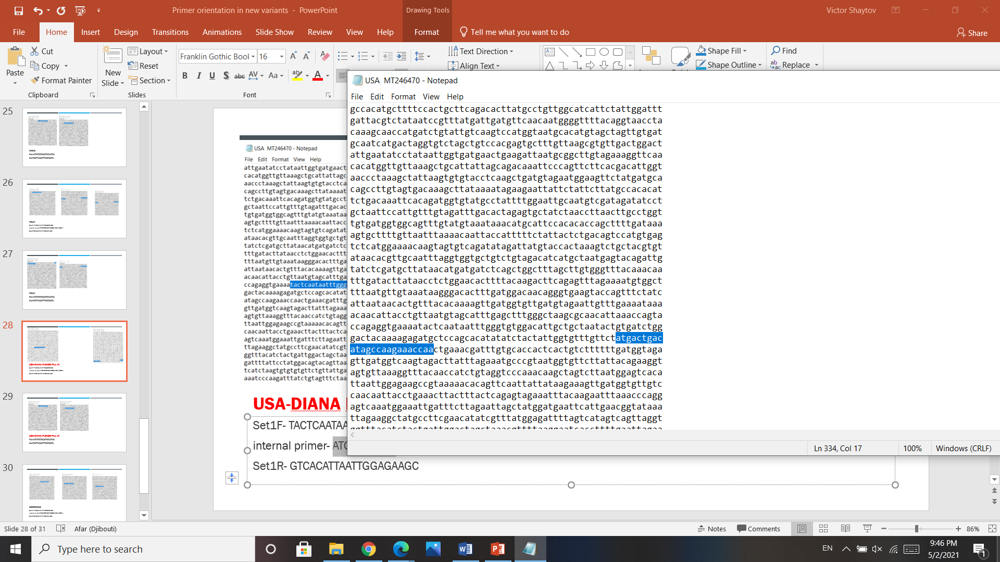 Primer orientation in new variants - PowerPoint
Drawing Tools
Victor Shaytov
File Home Insert Design Transitions Animations Slide Show Review View Help Format Tell me what you want to do Share
Cut
Copy
Format Painter
Paste
Clipboard
New
Slide
Layout
Reset
Section
Slides
Franklin Gothic Bool 16
Font
Text Direction
Align Text
Shape Fill
Shape Outline
Find
Replace
25
26
27
28
29
30
USA MT246470 - Notepad
File Edit Format View Help
attgaatatcctataattggtgatgaact
cacatggttgttaaagctgcattattagc
aaccctaaagctattaagtgtgtacctca
cagccttgtagtgacaaagcttataaaat
tctgacaaattcacagatggtgtatgcct
gctaattccattgtttgtagatttgacac
tgtgatggtggcagtttgtatgtaaataa
agtgcttttgttaatttaaaacaattacc
tctcatggaaaacaagtagtgtcagatat
ataacacgttgcaatttaggtggtgctgt
tatctcgatgcttataacatgatgatctc
tttgatacttataacctctggaacacttt
tttaatgttgtaaataagggacactttga
attaataacactgtttacacaaaagttga
acaacattacctgttaatgtagcatttga
ccagaggtgaaaatactcaataatttggg
gactacaaaagagatgctccagcacatat
atagccaagaaaccaactgaaacgatttg
gttgatggtcaagtagacttatttagaaa
agtgttaaaggtttacaaccatctgtagg
ttaattggagaagccgtaaaaacacagtt
caacaattacctgaaacttactttactca
agtcaaatggaaattgatttcttagaatt
ttagaaggctatgccttcgaacatatcgt
ggtttacatctactgattggactagctaa
gattttattcctatggacagtacagttaa
tcatctaagtgtgtgtgttctgttattga
aaatcccaagatttatctgtagtttctaa
USA-DIANA
Set1F- TACTCAATAA
internal primer- ATG
Set1R- GTCACATTAATTGGAGAAGC
USA MT246470 - Notepad
File Edit Format View Help
gccacatgcttttccactgcttcagacacttatgcctgttggcatcattctattggattt
gattacgtctataatccgtttatgattgatgttcaacaatggggttttacaggtaaccta
caaagcaaccatgatctgtattgtcaagtccatggtaatgcacatgtagctagttgtgat
gcaatcatgactaggtgtctagctgtccacgagtgctttgttaagcgtgttgactggact
attgaatatcctataattggtgatgaactgaagattaatgcggcttgtagaaaggttcaa
cacatggttgttaaagctgcattattagcagacaaattcccagttcttcacgacattggt
aaccctaaagctattaagtgtgtacctcaagctgatgtagaatggaagttctatgatgca
cagccttgtagtgacaaagcttataaaatagaagaattattctattcttatgccacacat
tctgacaaattcacagatggtgtatgcctattttggaattgcaatgtcgatagatatcct
gctaattccattgtttgtagatttgacactagagtgctatctaaccttaacttgcctggt
tgtgatggtggcagtttgtatgtaaataaacatgcattccacacaccagcttttgataaa
agtgcttttgttaatttaaaacaattaccatttttctattactctgacagtccatgtgag
tctcatggaaaacaagtagtgtcagatatagattatgtaccactaaagtctgctacgtgt
ataacacgttgcaatttaggtggtgctgtctgtagacatcatgctaatgagtacagattg
tatctcgatgcttataacatgatgatctcagctggctttagcttgtgggtttacaaacaa
tttgatacttataacctctggaacacttttacaagacttcagagtttagaaaatgtggct
tttaatgttgtaaataagggacactttgatggacaacagggtgaagtaccagtttctatc
attaataacactgtttacacaaaagttgatggtgttgatgtagaattgtttgaaaataaa
acaacattacctgttaatgtagcatttgagctttgggctaagcgcaacattaaaccagta
ccagaggtgaaaatactcaataatttgggtgtggacattgctgctaatactgtgatctgg
gactacaaaagagatgctccagcacatatatctactattggtgtttgttctatgactgac
atagccaagaaaccaactgaaacgatttgtgcaccactcactgtcttttttgatggtaga
gttgatggtcaagtagacttatttagaaatgcccgtaatggtgttcttattacagaaggt
agtgttaaaggtttacaaccatctgtaggtcccaaacaagctagtcttaatggagtcaca
ttaattggagaagccgtaaaaacacagttcaattattataagaaagttgatggtgttgtc
caacaattacctgaaacttactttactcagagtagaaatttacaagaatttaaacccagg
agtcaaatggaaattgatttcttagaattagctatggatgaattcattgaacggtataaa
ttagaaggctatgccttcgaacatatcgtttatggagattttagtcatagtcagttaggt
ggtttacatctactgattggactagctaaacgttttaaggaatcaccttttgaattagaa
Ln 334, Col 17 100% Windows (CRLF)
Slide 28 of 31 Afar (Djibouti) Notes Comments 86%
Type here to search
EN
9:46 PM
5/2/2021
1